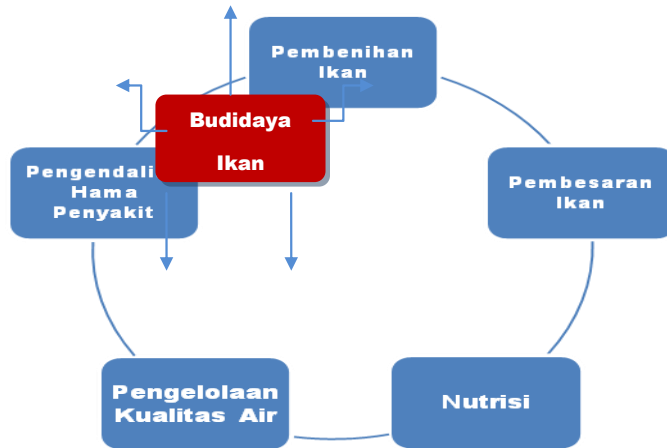 Pembenihan
Ikan
Budidaya
Ikan
Pengendali
Hama
Penyakit
Pembesaran
Ikan
Pengelolaan
Kualitas Air
Nutrisi